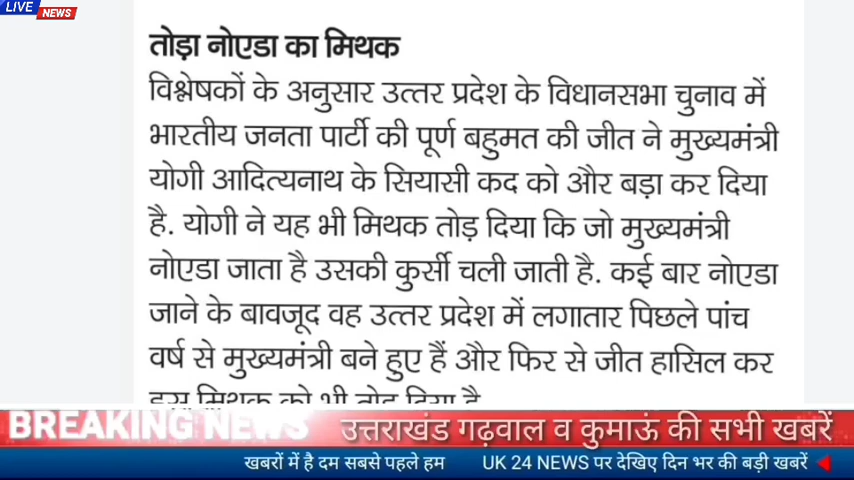 LIVE
NEWS
तोड़ा नोएडा का मिथक
विश्लेषकों के अनुसार उत्तर प्रदेश के विधानसभा चुनाव में
भारतीय जनता पार्टी की पूर्ण बहुमत की जीत ने मुख्यमंत्री
योगी आदित्यनाथ के सियासी कद को और बड़ा कर दिया
है. योगी ने यह भी मिथक तोड़ दिया कि जो मुख्यमंत्री
नोएडा जाता है उसकी कुर्सी चली जाती है. कई बार नोएडा
जाने के बावजूद वह उत्तर प्रदेश में लगातार पिछले पांच
वर्ष से मुख्यमंत्री बने हुए हैं और फिर से जीत हासिल कर
इस मिथक को भी तोड़ दिया है.
BREAKING NEWS उत्तराखंड गढ़वाल व कुमाऊं की सभी खबरें
खबरों में है दम सबसे पहले हम UK 24 NEWS पर देखिए दिन भर की बड़ी खबरें